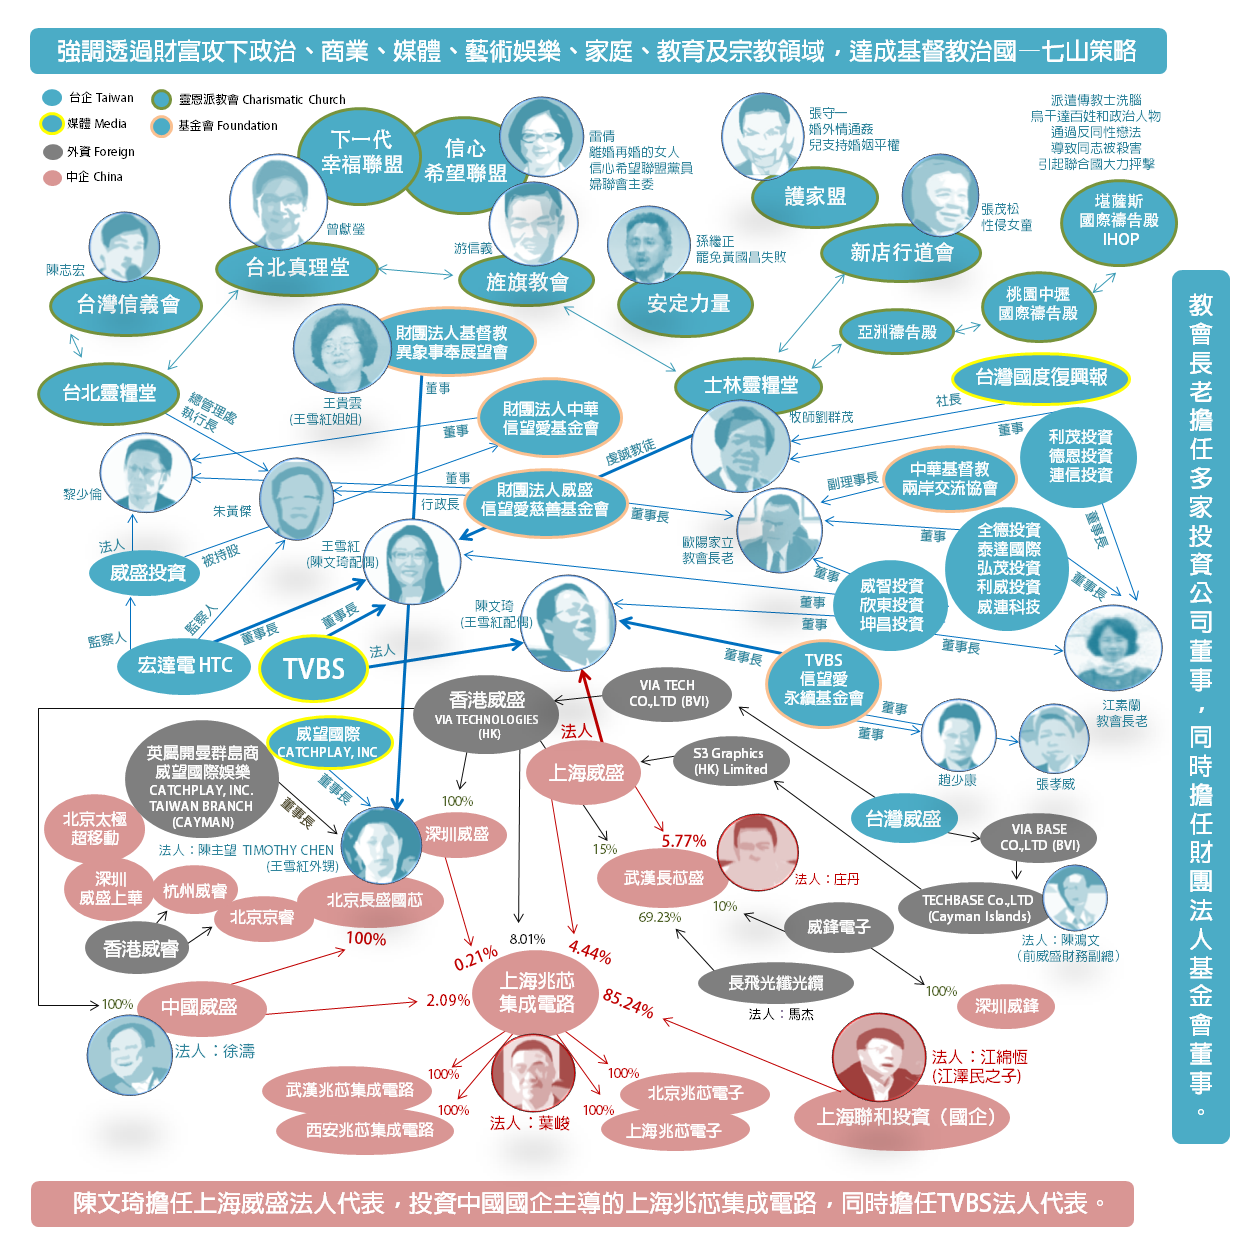 強調透過財富攻下政治、商業、媒體、藝術娛樂、家庭、教育及宗教領域，達成基督教治國—七山策略
台企 Taiwan
靈恩派教會 Charismatic Church
媒體 Media
基金會 Foundation
外資 Foreign
中企 China
下一代
幸福聯盟
信心
希望聯盟
雷倩
離婚再婚的女人
信心希望聯盟黨員
婦聯會主委
張守一
婚外情通姦
兒支持婚姻平權
派遣傳教士洗腦
烏干達百姓和政治人物
通過反同性戀法
導致同志被殺害
引起聯合國大力抨擊
護家盟
堪薩斯
國際禱告殿
IHOP
張茂松
性侵女童
新店行道會
曾獻瑩
台北真理堂
游信義
旌旗教會
孫繼正
罷免黃國昌失敗
安定力量
陳志宏
台灣信義會
桃園中壢
國際禱告殿
亞洲禱告殿
財團法人基督教
異象事奉展望會
台北靈糧堂
王貴雲
(王雪紅姐姐)
董事
士林靈糧堂
台灣國度復興報
總管理處
執行長
財團法人中華
信望愛基金會
董事
牧師劉群茂
社長
董事
利茂投資
德恩投資
連信投資
虔誠教徒
黎少倫
朱黃傑
董事
行政長
財團法人威盛
信望愛慈善基金會
董事長
副理事長
中華基督教
兩岸交流協會
歐陽家立
教會長老
董事
全德投資
泰達國際
弘茂投資
利威投資
威連科技
董事長
董事長
法人
威盛投資
被持股
王雪紅
(陳文琦配偶)
董事
威智投資
欣東投資
坤昌投資
董事
董事
陳文琦
(王雪紅配偶)
監察人
監察人
宏達電 HTC
董事長
董事長
TVBS
法人
董事長
TVBS
信望愛
永續基金會
董事長
江素蘭
教會長老
董事
董事
趙少康
張孝威
香港威盛
VIA TECHNOLOGIES
(HK)
VIA TECH
CO.,LTD (BVI)
法人
上海威盛
S3 Graphics
(HK) Limited
英屬開曼群島商
威望國際娛樂
CATCHPLAY, INC.
TAIWAN BRANCH
(CAYMAN)
威望國際
CATCHPLAY, INC
董事長
董事長
法人：陳主望 TIMOTHY CHEN
(王雪紅外甥)
100%
深圳威盛
15%
5.77%
武漢長芯盛
法人：庄丹
台灣威盛
VIA BASE
CO.,LTD (BVI)
TECHBASE Co.,LTD
(Cayman Islands)
法人：陳鴻文
（前威盛財務副總）
北京太極
超移動
深圳
威盛上華
杭州威睿
北京京睿
北京長盛國芯
香港威睿
100%
69.23%
10%
威鋒電子
長飛光纖光纜
法人：馬杰
100%
深圳威鋒
100%
中國威盛
法人：徐濤
2.09%
0.21%
8.01%
4.44%
85.24%
上海兆芯
集成電路
100%
100%
100%
100%
武漢兆芯集成電路
西安兆芯集成電路
法人：葉峻
北京兆芯電子
上海兆芯電子
法人：江綿恆
(江澤民之子)
上海聯和投資（國企）
教會長老擔任多家投資公司董事，同時擔任財團法人基金會董事。
陳文琦擔任上海威盛法人代表，投資中國國企主導的上海兆芯集成電路，同時擔任TVBS法人代表。